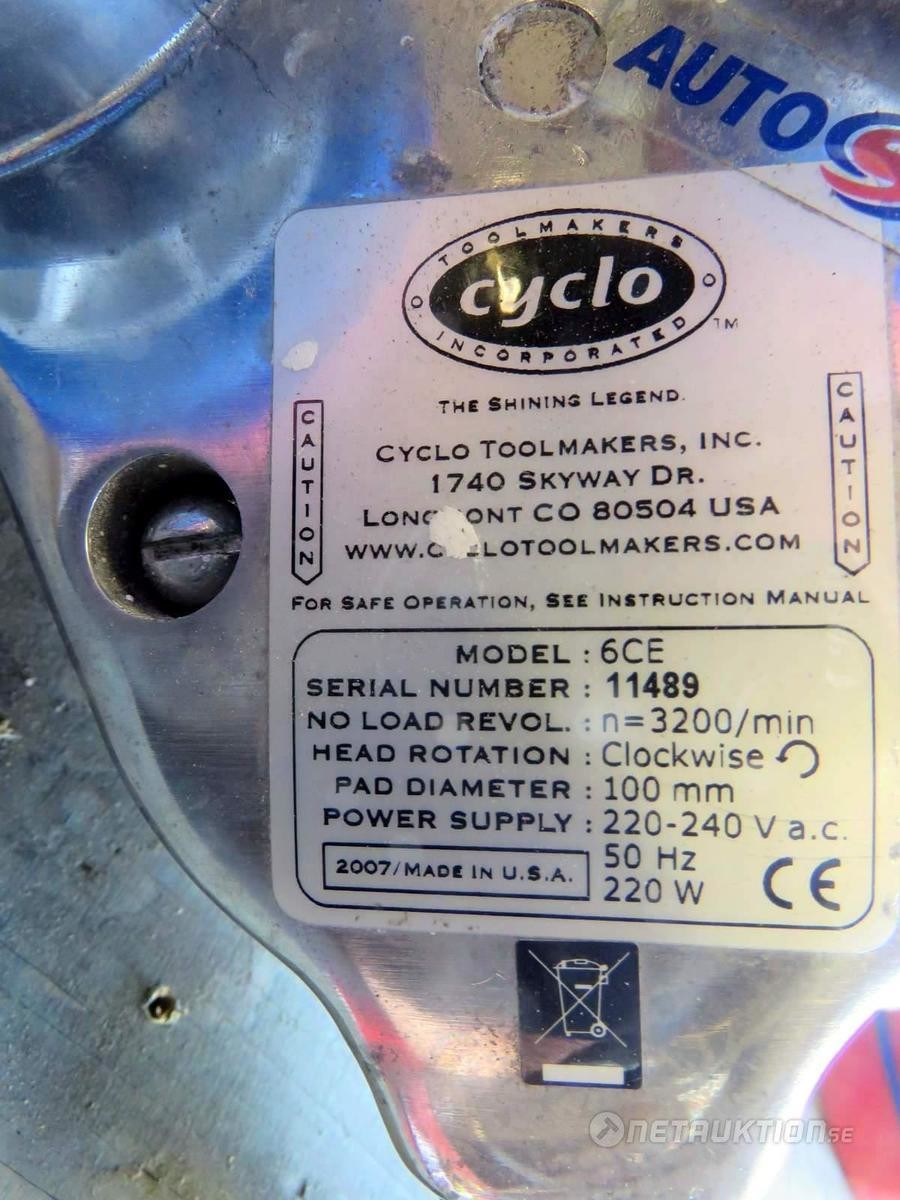 AUTO
TOOLMAKERS
cyclo
INCORPORATED
TM
THE SHINING LEGEND.
CAUTION
CAUTION
CYCLO TOOLMAKERS, INC.
1740 SKYWAY DR.
CO 80504 USA
FOR SAFE OPERATION, SEE INSTRUCTION MANUAL
MODEL : 6CE
SERIAL NUMBER : 11489
NO LOAD REVOL. : n=3200/min
HEAD ROTATION : Clockwise
PAD DIAMETER : 100 mm
POWER SUPPLY : 220-240 V a.c.
50 Hz
2007/MADE IN U.S.A.
220 W
CE
NETAUKTION.SE